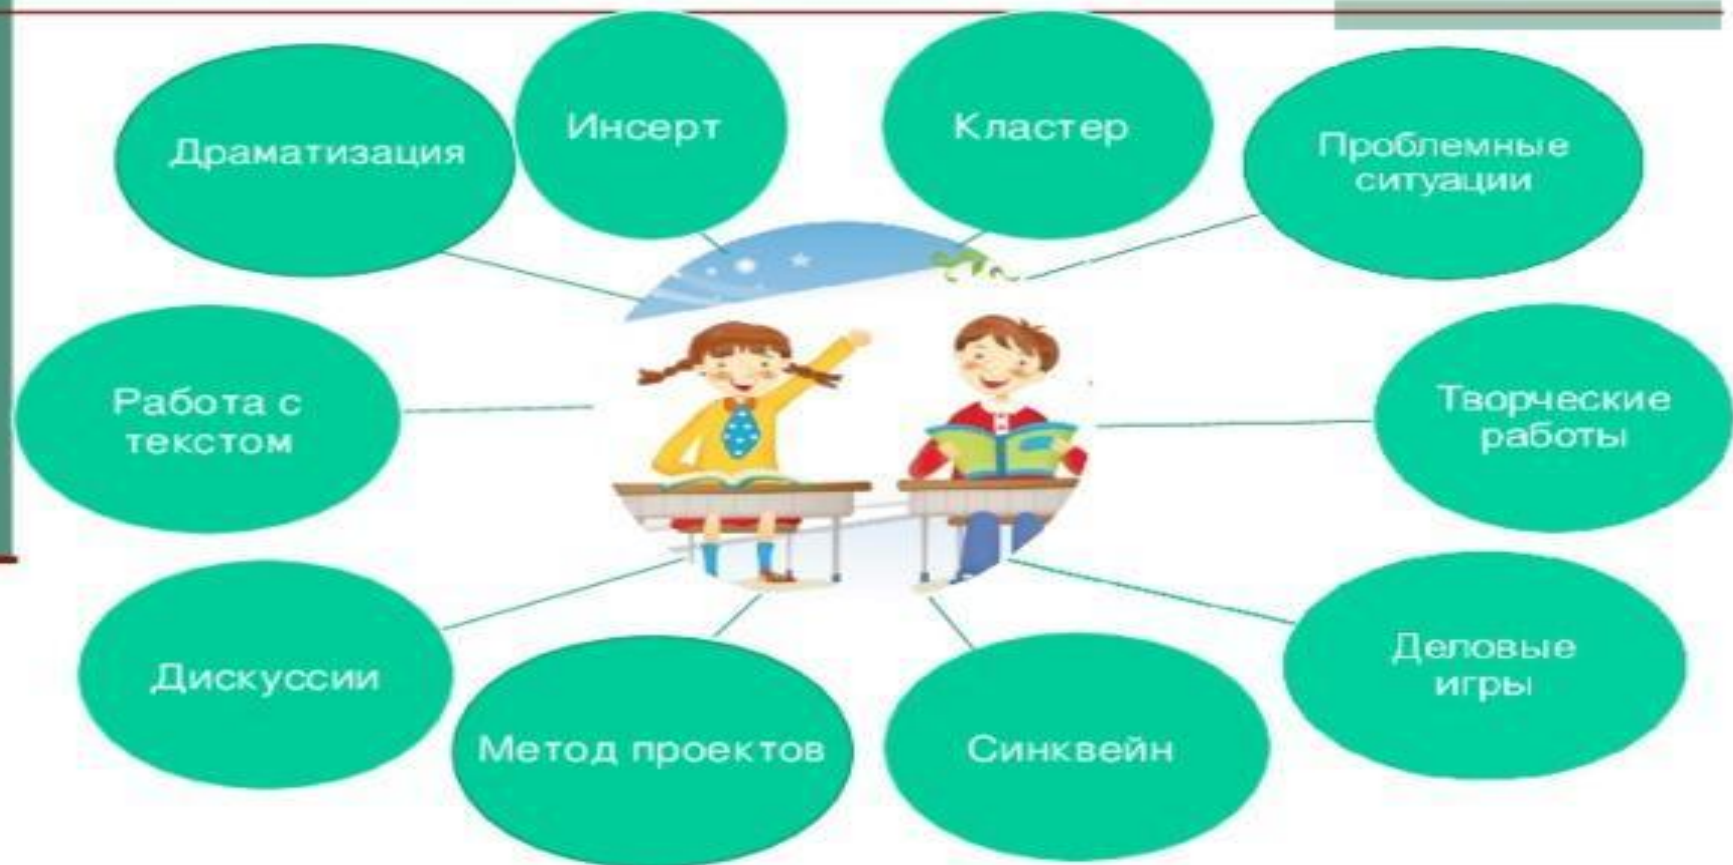 Драматизация
Инсерт
Кластер
Проблемные
ситуации
Работа с
текстом
Творческие
работы
Дискуссии
Метод проектов
Синквейн
Деловые
игры